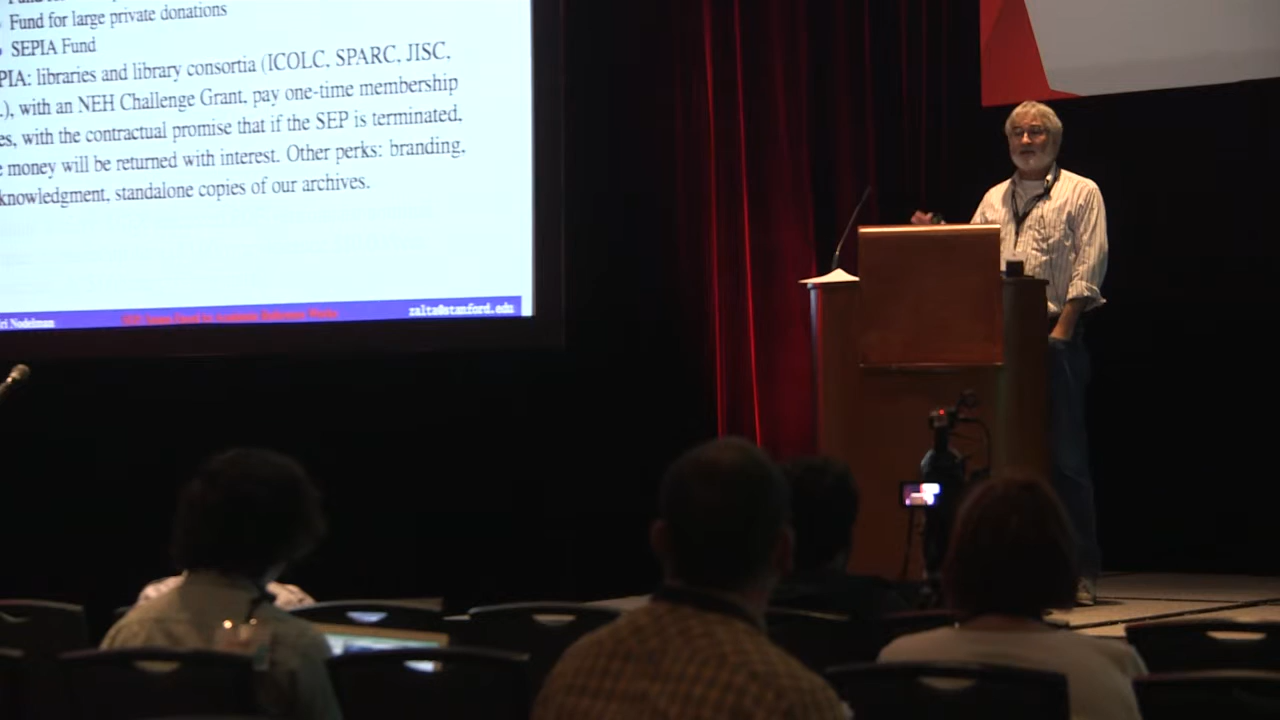 Fund for large private donations
SEPIA Fund
PIA: libraries and library consortia (ICOLC, SPARC, JISC,
.), with an NEH Challenge Grant, pay one-time membership
es, with the contractual promise that if the SEP is terminated,
e money will be returned with interest. Other perks: branding,
knowledgment, standalone copies of our archives.
ri Nodelman
zalta@stanford.edu